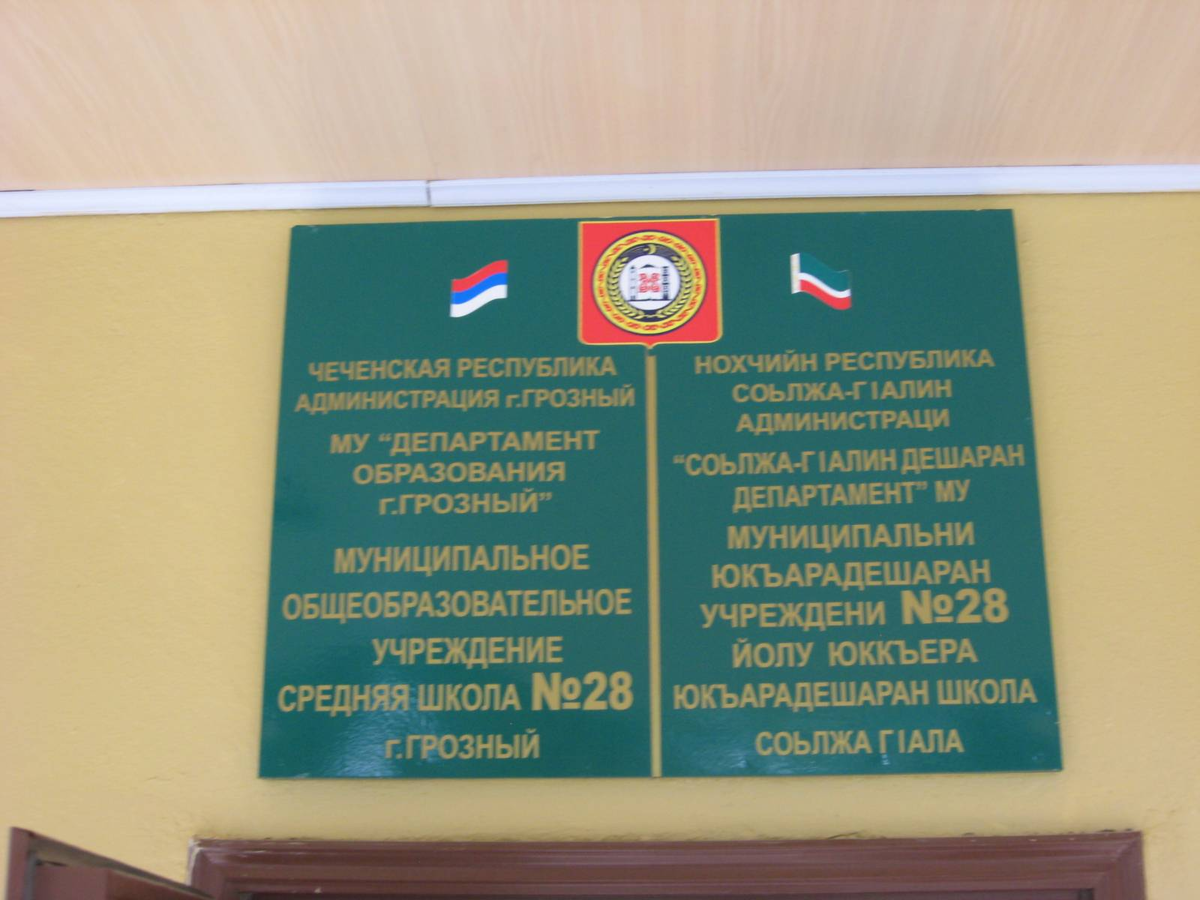 ЧЕЧЕНСКАЯ РЕСПУБЛИКА
АДМИНИСТРАЦИЯ г.ГРОЗНЫЙ
МУ "ДЕПАРТАМЕНТ
ОБРАЗОВАНИЯ
г.ГРОЗНЫЙ"
МУНИЦИПАЛЬНОЕ
ОБЩЕОБРАЗОВАТЕЛЬНОЕ
УЧРЕЖДЕНИЕ
СРЕДНЯЯ ШКОЛА №28
г.ГРОЗНЫЙ
НОХЧИЙН РЕСПУБЛИКА
СОЬЛЖА-ГIАЛИН
АДМИНИСТРАЦИ
"СОЬЛЖА-ГIАЛИН ДЕШАРАН
ДЕПАРТАМЕНТ" МУ
МУНИЦИПАЛЬНИ
ЮКЪАРАДЕШАРАН
УЧРЕЖДЕНИ №28
ЙОЛУ ЮККЪЕРА
ЮКЪАРАДЕШАРАН ШКОЛА
СОЬЛЖА ГIАЛА